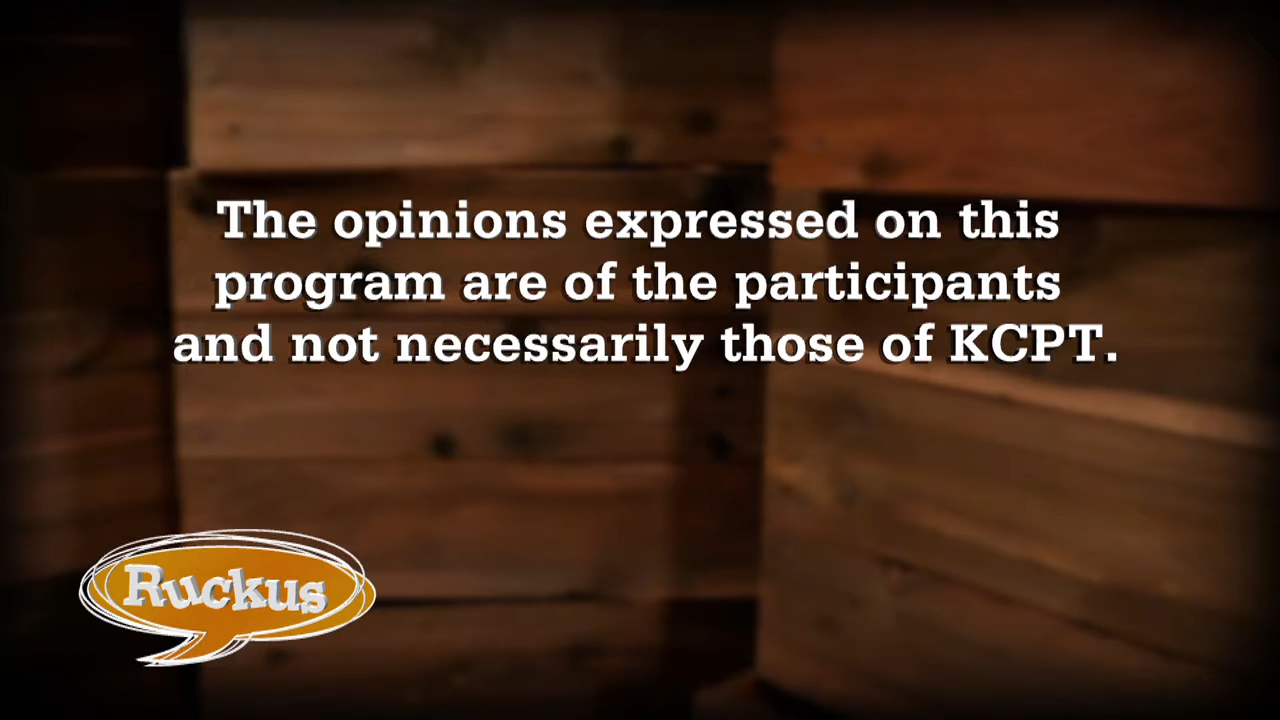 The opinions expressed on this
program are of the participants
and not necessarily those of KCPT.
Ruckus